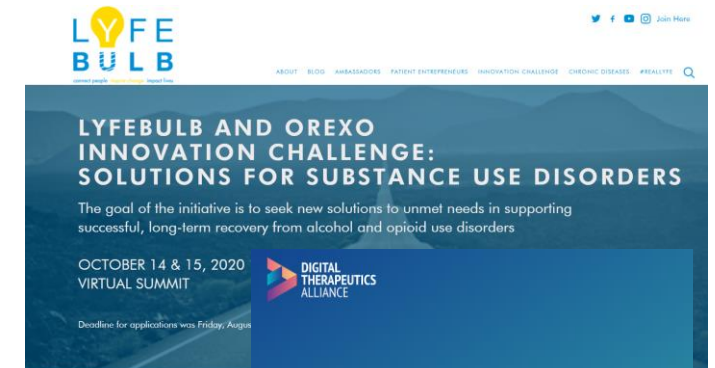 LYFE
BULB
connect people inspire change impact lives
Join Here
ABOUT BLOG AMBASSADORS PATIENT ENTREPRENEURS INNOVATION CHALLENGE CHRONIC DISEASES #REALLYFE
LYFEBULB AND OREXO
INNOVATION CHALLENGE:
SOLUTIONS FOR SUBSTANCE USE DISORDERS
The goal of the initiative is to seek new solutions to unmet needs in supporting
successful, long-term recovery from alcohol and opioid use disorders
OCTOBER 14 & 15, 2020
VIRTUAL SUMMIT
DIGITAL
THERAPEUTICS
ALLIANCE
Deadline for applications was Friday, Augus